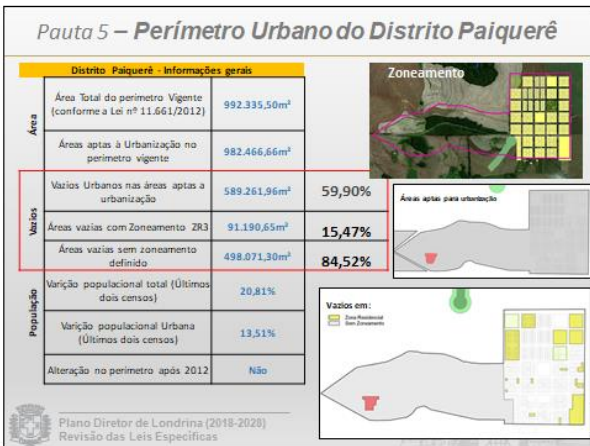 Pauta 5 – Perímetro Urbano do Distrito Paiquerê
Distrito Paiquerê - Informações gerais
Área
Área Total do perímetro Vigente
(conforme a Lei nº 11.661/2012)
992.335,50m²
Áreas aptas à Urbanização no
perímetro vigente
982.466,66m²
Vazios
Vazios Urbanos nas áreas aptas a
urbanização
589.261,96m²
59,90%
Áreas vazias com Zoneamento ZR3
91.190,65m²
15,47%
Áreas vazias sem zoneamento
definido
498.071,30m²
84,52%
População
Varição populacional total (Últimos
dois censos)
20,81%
Varição populacional Urbana
(Últimos dois censos)
13,51%
Alteração no perímetro após 2012
Não
Zoneamento
Áreas aptas para urbanização
Vazios em:
Zona Residencial
Sem Zoneamento
Plano Diretor de Londrina (2018-2028)
Revisão das Leis Específicas